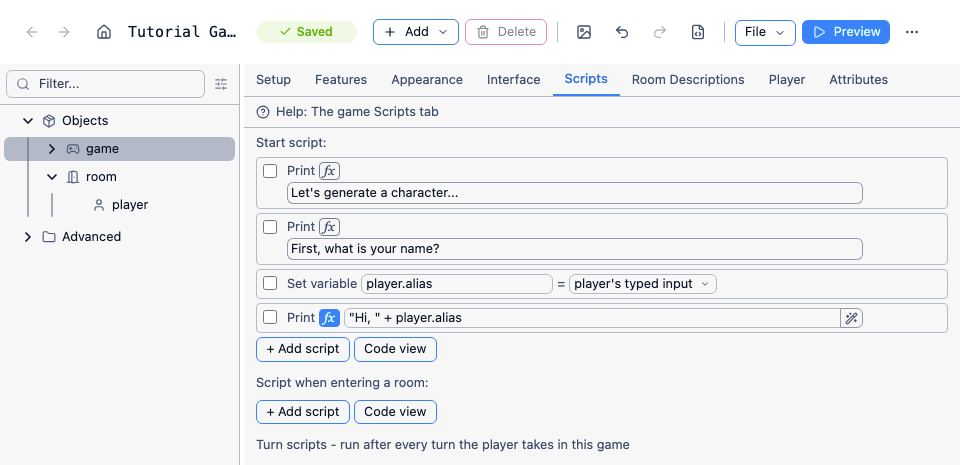 Tutorial Ga...
Saved
Add
Delete
File
Preview
Filter...
Objects
game
room
player
Advanced
Setup
Features
Appearance
Interface
Scripts
Room Descriptions
Player
Attributes
Help: The game Scripts tab
Start script:
Print fx
Let's generate a character...
Print fx
First, what is your name?
Set variable player.alias = player's typed input
Print fx "Hi, " + player.alias
+ Add script
Code view
Script when entering a room:
+ Add script
Code view
Turn scripts - run after every turn the player takes in this game